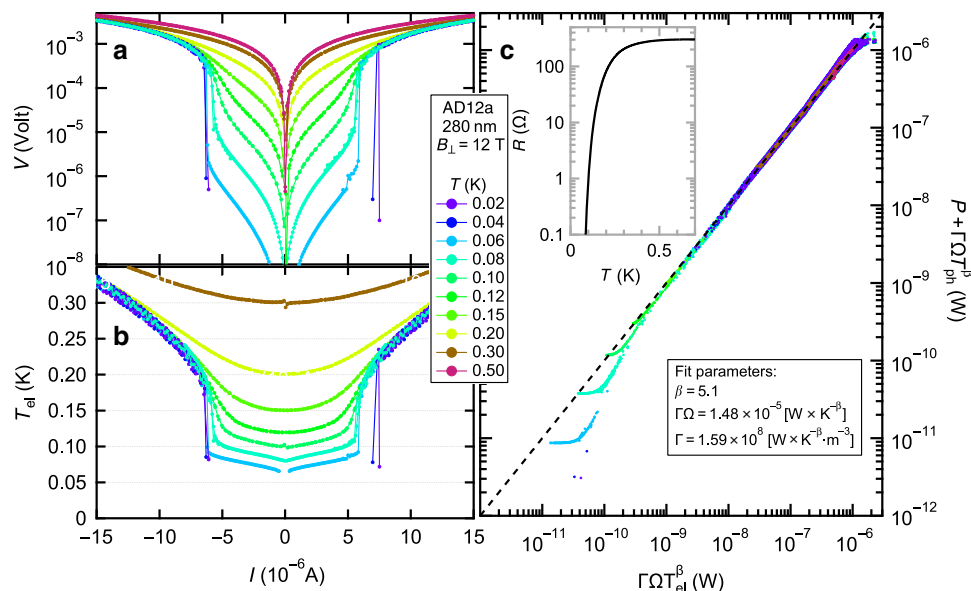 a
V (Volt)
10⁻³
10⁻⁴
10⁻⁵
10⁻⁶
10⁻⁷
10⁻⁸
b
T_el (K)
0.30
0.25
0.20
0.15
0.10
0.05
0
−15
−10
−5
0
5
10
15
I (10⁻⁶A)
AD12a
280 nm
B⊥ = 12 T
T (K)
0.02
0.04
0.06
0.08
0.10
0.12
0.15
0.20
0.30
0.50
c
R (Ω)
100
10
1
0.1
0
0.5
T (K)
Fit parameters:
β = 5.1
ΓΩ = 1.48 × 10⁻⁵ [W × K^−β]
Γ = 1.59 × 10⁸ [W × K^−β·m⁻³]
10⁻⁶
10⁻⁷
10⁻⁸
10⁻⁹
10⁻¹⁰
10⁻¹¹
10⁻¹²
P + ΓΩT_ph^β (W)
10⁻¹¹
10⁻¹⁰
10⁻⁹
10⁻⁸
10⁻⁷
10⁻⁶
ΓΩT_el^β (W)